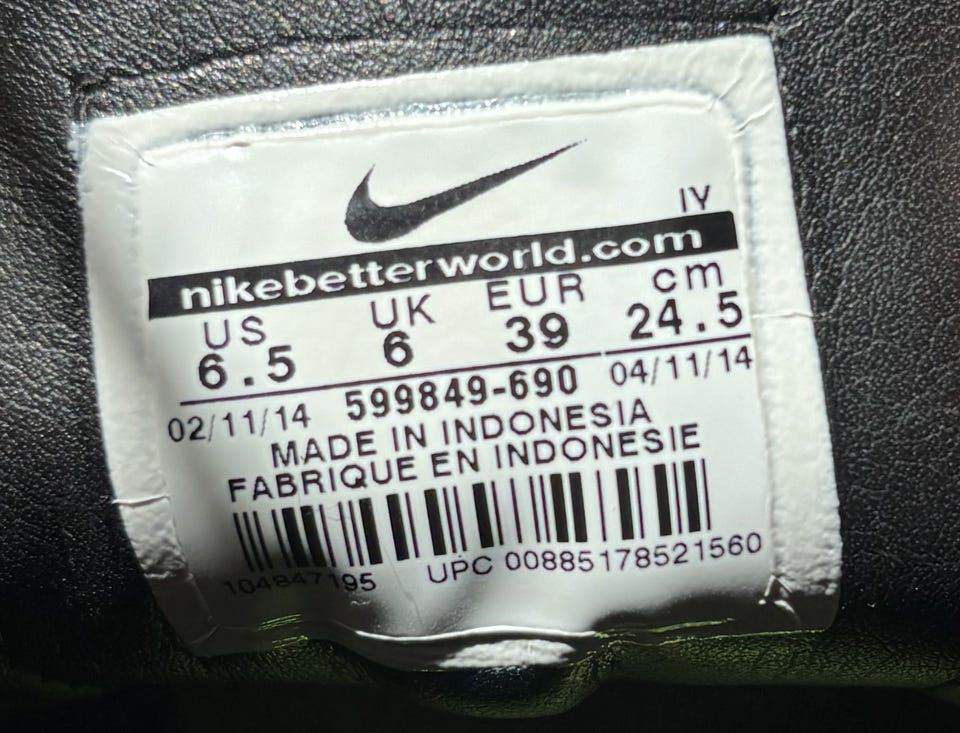 IY
nikebetterworld.com
US UK EUR cm
6.5 6 39 24.5
02/11/14 599849-690 04/11/14
MADE IN INDONESIA
FABRIQUE EN INDONESIE
104847195 UPC 00885178521560